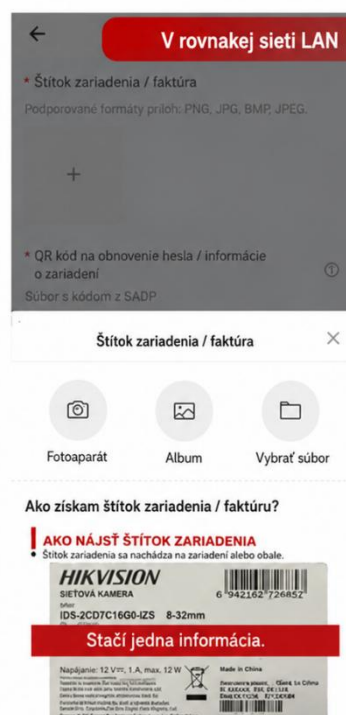 V rovnakej sieti LAN
* Štítok zariadenia / faktúra
Podporované formáty príloh: PNG, JPG, BMP, JPEG.
+
* QR kód na obnovenie hesla / informácie
o zariadení
Súbor s kódom z SADP
Štítok zariadenia / faktúra
Fotoaparát Album Vybrať súbor
Ako získam štítok zariadenia / faktúru?
AKO NÁJSŤ ŠTÍTOK ZARIADENIA
• Štítok zariadenia sa nachádza na zariadení alebo obale.
HIKVISION
SIEŤOVÁ KAMERA
6 942162 726852
IDS-2CD7C16G0-IZS 8-32mm
Stačí jedna informácia.
Napájanie: 12 V⎓, 1 A, max. 12 W
Made in China